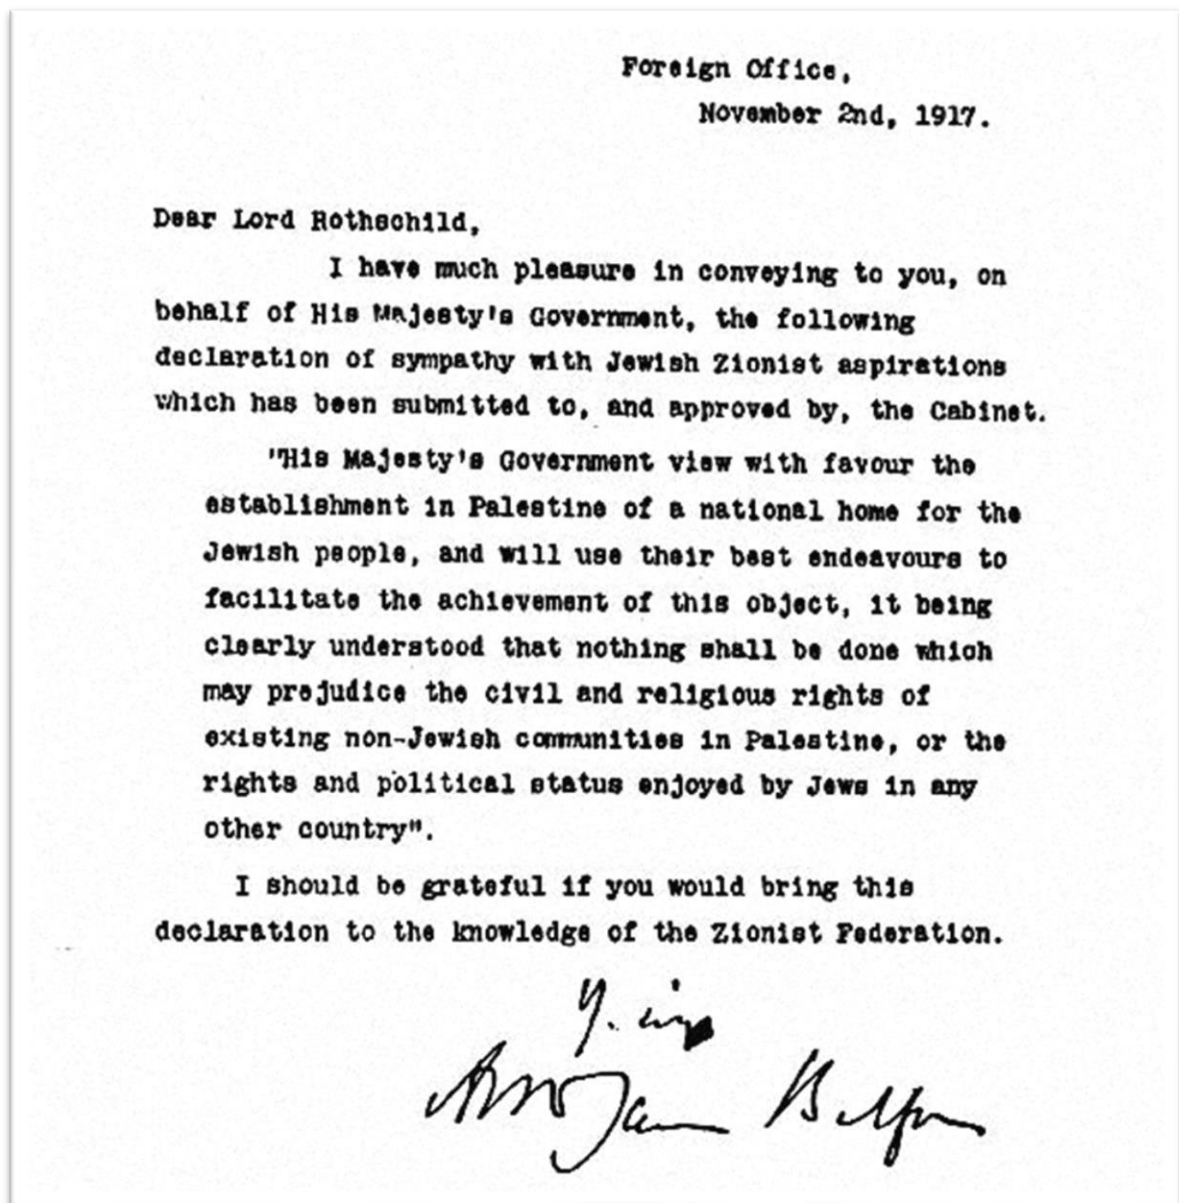 Foreign Office,
November 2nd, 1917.
Dear Lord Rothschild,
I have much pleasure in conveying to you, on
behalf of His Majesty's Government, the following
declaration of sympathy with Jewish Zionist aspirations
which has been submitted to, and approved by, the Cabinet.
"His Majesty's Government view with favour the
establishment in Palestine of a national home for the
Jewish people, and will use their best endeavours to
facilitate the achievement of this object, it being
clearly understood that nothing shall be done which
may prejudice the civil and religious rights of
existing non-Jewish communities in Palestine, or the
rights and political status enjoyed by Jews in any
other country".
I should be grateful if you would bring this
declaration to the knowledge of the Zionist Federation.
Balfour